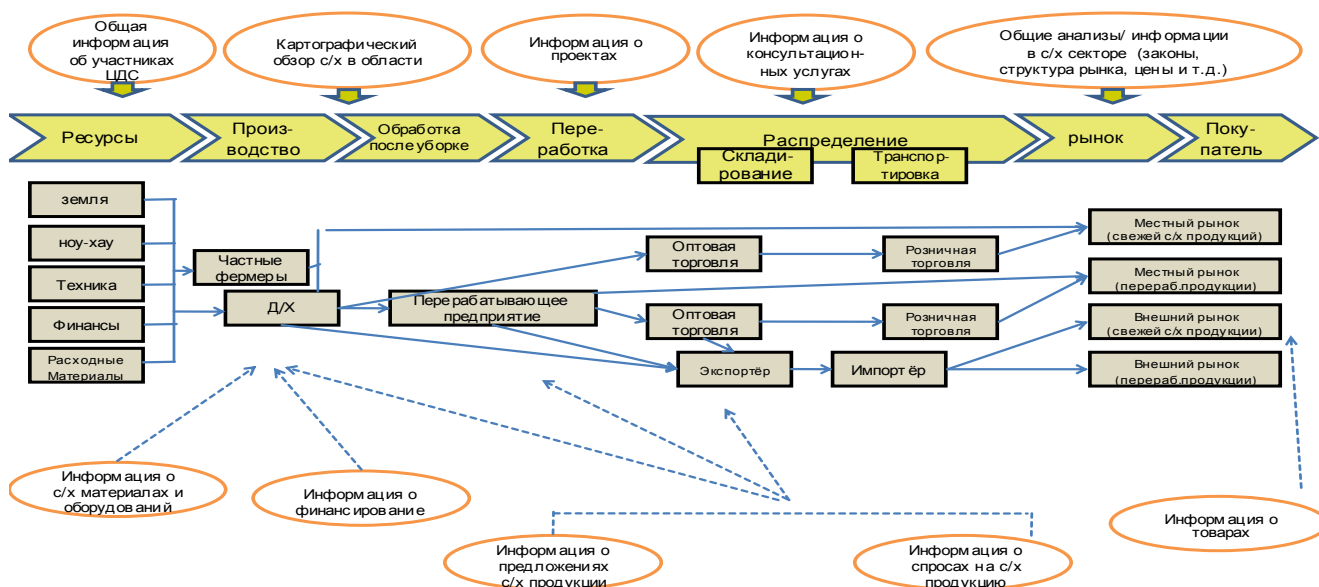 Общая
информация
об участниках
ЦДС
Картографический
обзор с/х в области
Информация о
проектах
Информация о
консультацион-
нных услугах
Общие анализы/ информации
в с/х секторе (законы,
структура рынка, цены и т.д.)
Ресурсы
Произ-
водство
Обработка
после уборке
Пере-
работка
Распределение
Склади-
рование
Транспор-
тировка
рынок
Поку-
патель
земля
ноу-хау
Техника
Финансы
Расходные
Материалы
Частные
фермеры
Д/Х
Перерабатывающее
предприятие
Оптовая
торговля
Розничная
торговля
Оптовая
торговля
Розничная
торговля
Экспортёр
Импортёр
Местный рынок
(свежей с/х продукций)
Местный рынок
(перераб.продукции)
Внешний рынок
(свежей с/х продукции)
Внешний рынок
(перераб.продукции)
Информация о
с/х материалах и
оборудований
Информация о
финансирование
Информация о
предложениях
с/х продукции
Информация о
спросах на с/х
продукцию
Информация о
товарах